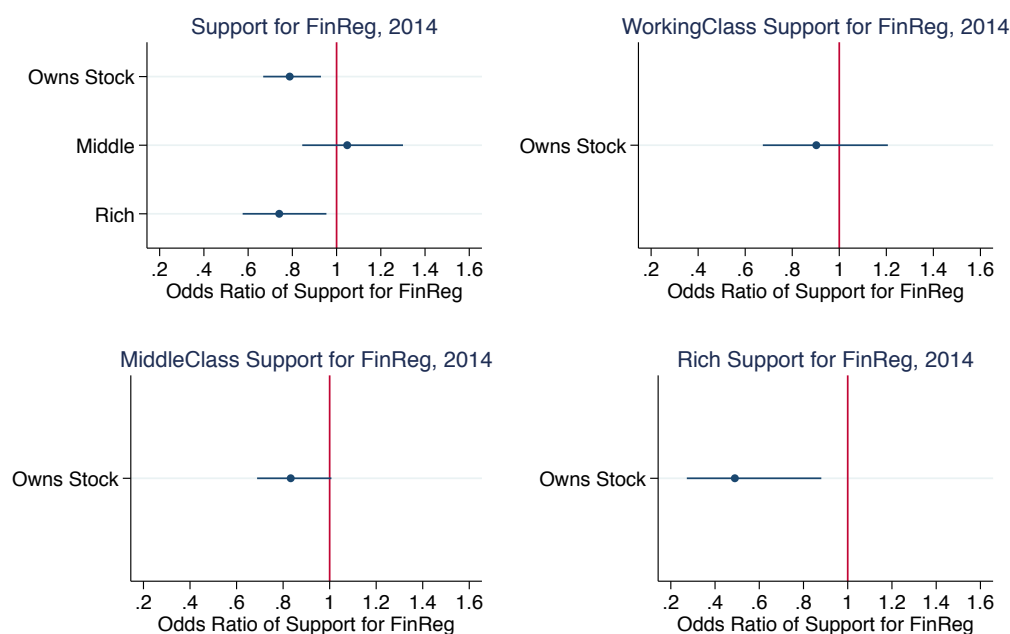 Support for FinReg, 2014
Owns Stock
Middle
Rich
.2 .4 .6 .8 1 1.2 1.4 1.6
Odds Ratio of Support for FinReg
WorkingClass Support for FinReg, 2014
Owns Stock
.2 .4 .6 .8 1 1.2 1.4 1.6
Odds Ratio of Support for FinReg
MiddleClass Support for FinReg, 2014
Owns Stock
.2 .4 .6 .8 1 1.2 1.4 1.6
Odds Ratio of Support for FinReg
Rich Support for FinReg, 2014
Owns Stock
.2 .4 .6 .8 1 1.2 1.4 1.6
Odds Ratio of Support for FinReg